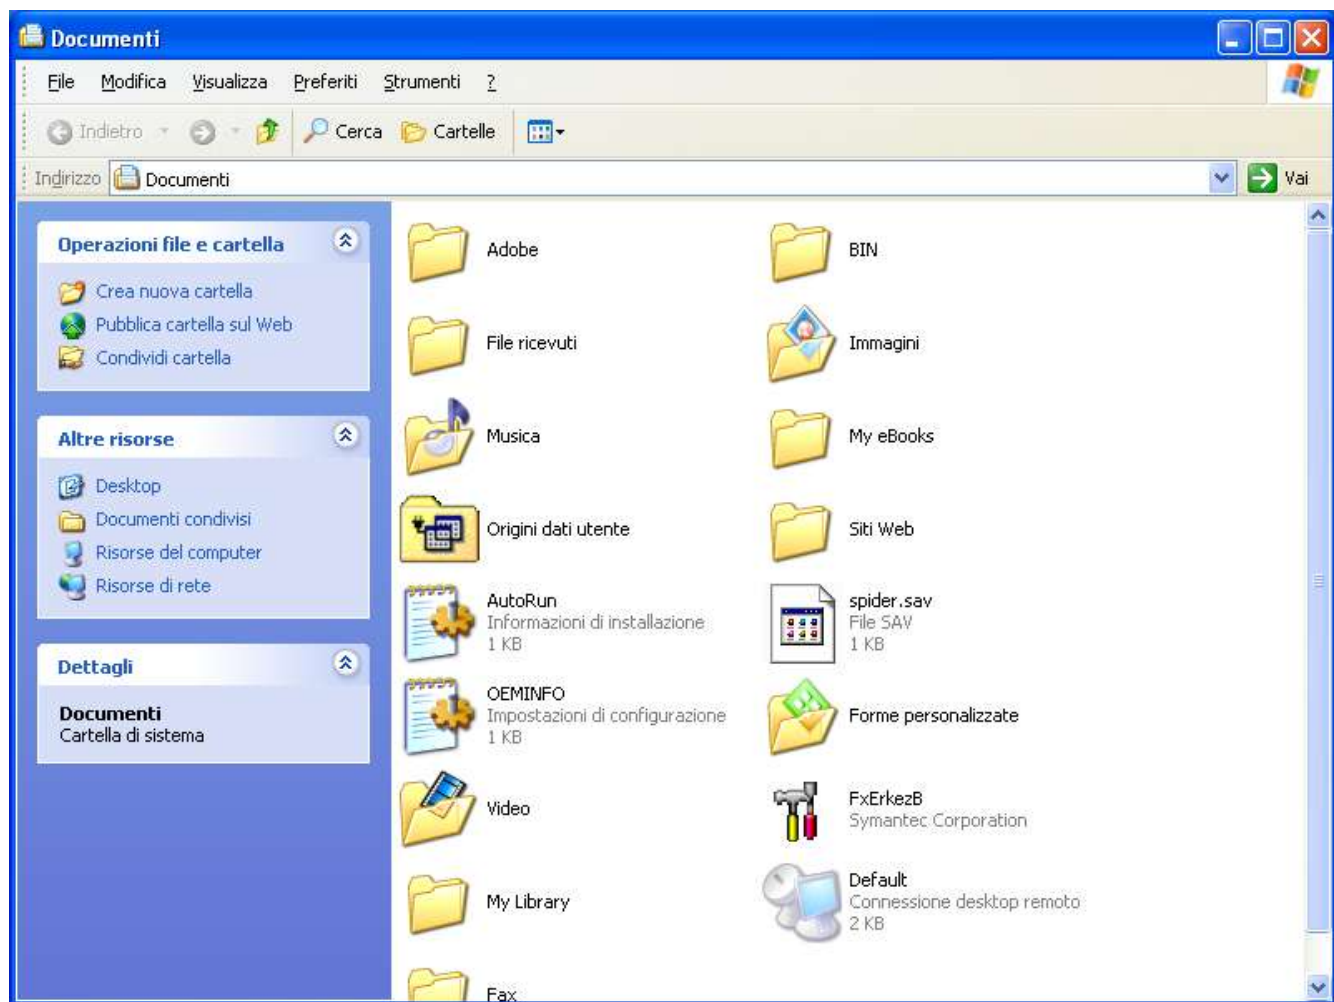 Documenti
File Modifica Visualizza Preferiti Strumenti ?
Indietro Cerca Cartelle
Indirizzo Documenti Vai
Operazioni file e cartella
Crea nuova cartella
Pubblica cartella sul Web
Condividi cartella
Altre risorse
Desktop
Documenti condivisi
Risorse del computer
Risorse di rete
Dettagli
Documenti
Cartella di sistema
Adobe
BIN
File ricevuti
Immagini
Musica
My eBooks
Origini dati utente
Siti Web
AutoRun
Informazioni di installazione
1 KB
spider.sav
File SAV
1 KB
OEMINFO
Impostazioni di configurazione
1 KB
Forme personalizzate
Video
FxErkezB
Symantec Corporation
My Library
Default
Connessione desktop remoto
2 KB
Fax